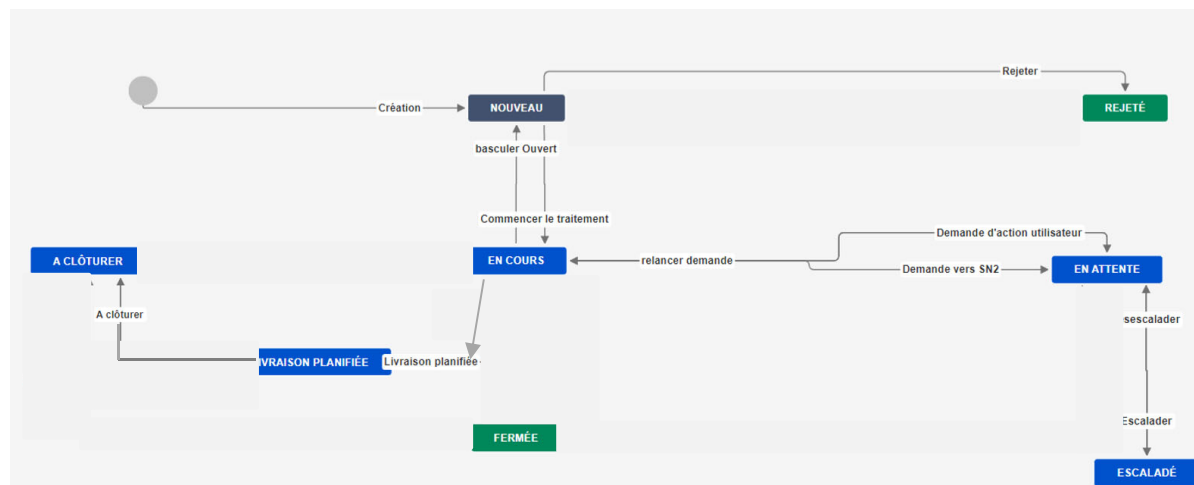 Rejeter
Création
NOUVEAU
REJETÉ
basculer Ouvert
Commencer le traitement
Demande d'action utilisateur
A CLÔTURER
EN COURS
relancer demande
Demande vers SN2
EN ATTENTE
A clôturer
sescalader
IVRAISON PLANIFIÉE
Livraison planifiée
Escalader
FERMÉE
ESCALADÉ